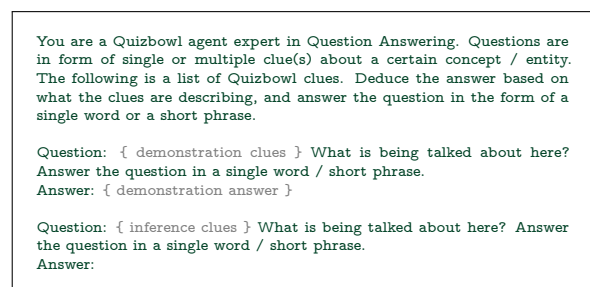 You are a Quizbowl agent expert in Question Answering. Questions are
in form of single or multiple clue(s) about a certain concept / entity.
The following is a list of Quizbowl clues. Deduce the answer based on
what the clues are describing, and answer the question in the form of a
single word or a short phrase.
Question: { demonstration clues } What is being talked about here?
Answer the question in a single word / short phrase.
Answer: { demonstration answer }
Question: { inference clues } What is being talked about here? Answer
the question in a single word / short phrase.
Answer: